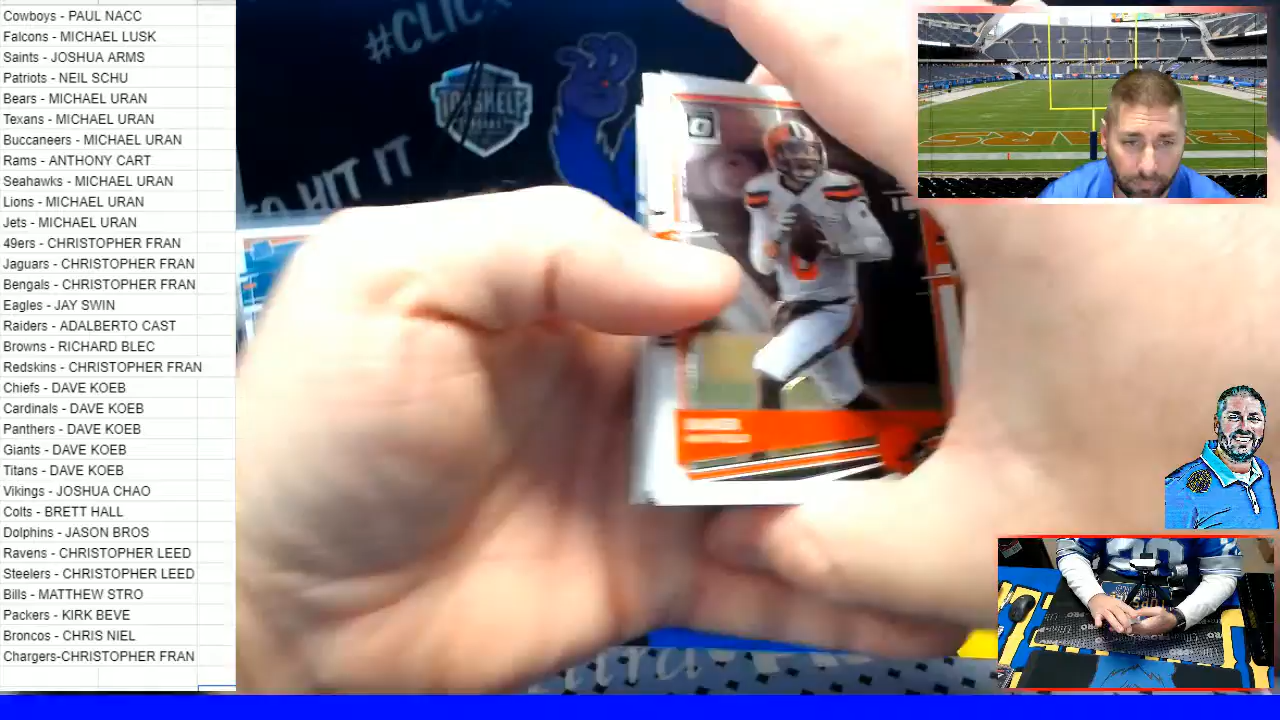 Cowboys - PAUL NACC
Falcons - MICHAEL LUSK
Saints - JOSHUA ARMS
Patriots - NEIL SCHU
Bears - MICHAEL URAN
Texans - MICHAEL URAN
Buccaneers - MICHAEL URAN
Rams - ANTHONY CART
Seahawks - MICHAEL URAN
Lions - MICHAEL URAN
Jets - MICHAEL URAN
49ers - CHRISTOPHER FRAN
Jaguars - CHRISTOPHER FRAN
Bengals - CHRISTOPHER FRAN
Eagles - JAY SWIN
Raiders - ADALBERTO CAST
Browns - RICHARD BLEC
Redskins - CHRISTOPHER FRAN
Chiefs - DAVE KOEB
Cardinals - DAVE KOEB
Panthers - DAVE KOEB
Giants - DAVE KOEB
Titans - DAVE KOEB
Vikings - JOSHUA CHAO
Colts - BRETT HALL
Dolphins - JASON BROS
Ravens - CHRISTOPHER LEED
Steelers - CHRISTOPHER LEED
Bills - MATTHEW STRO
Packers - KIRK BEVE
Broncos - CHRIS NIEL
Chargers-CHRISTOPHER FRAN
#CLICK
TOPSHELF
TO HIT IT